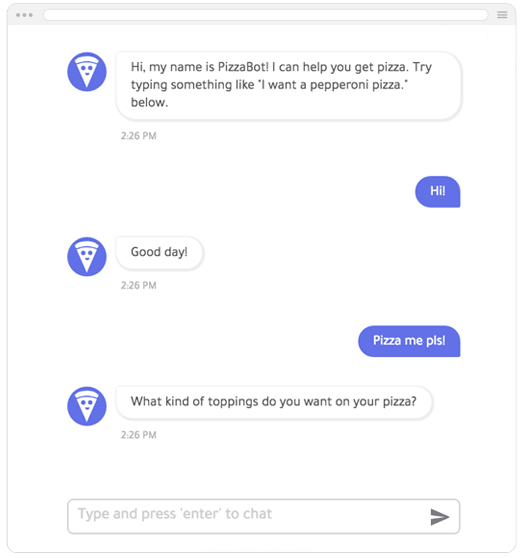 Hi, my name is PizzaBot! I can help you get pizza. Try
typing something like "I want a pepperoni pizza."
below.
2:26 PM
Hi!
Good day!
2:26 PM
Pizza me pls!
What kind of toppings do you want on your pizza?
2:26 PM
Type and press 'enter' to chat